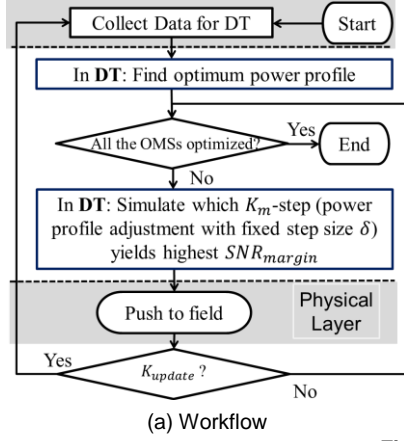 Collect Data for DT
Start
In DT: Find optimum power profile
All the OMSs optimized?
Yes
End
No
In DT: Simulate which K_m-step (power
profile adjustment with fixed step size δ)
yields highest SNR_margin
Push to field
Physical
Layer
Yes
K_update ?
No
(a) Workflow